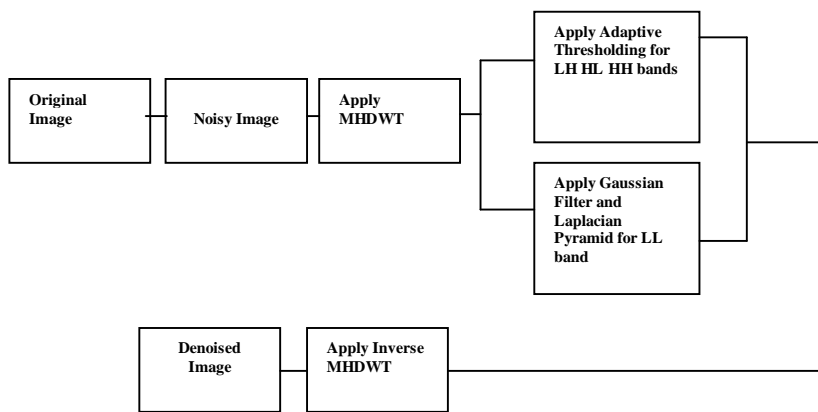 Original
Image
Noisy Image
Apply
MHDWT
Apply Adaptive
Thresholding for
LH HL HH bands
Apply Gaussian
Filter and
Laplacian
Pyramid for LL
band
Denoised
Image
Apply Inverse
MHDWT